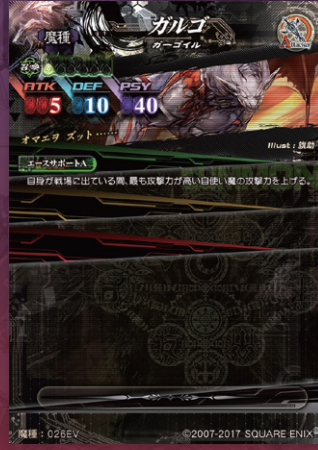 魔種
ガルゴ
ガーゴイル
Hacker
召喚
ATK 5 DEF 10 PSY 40
オマエヲ ズット……
Illust：旗助
エースサポートA
自身が戦場に出ている間、最も攻撃力が高い自使い魔の攻撃力を上げる。
魔種：026EV
©2007-2017 SQUARE ENIX